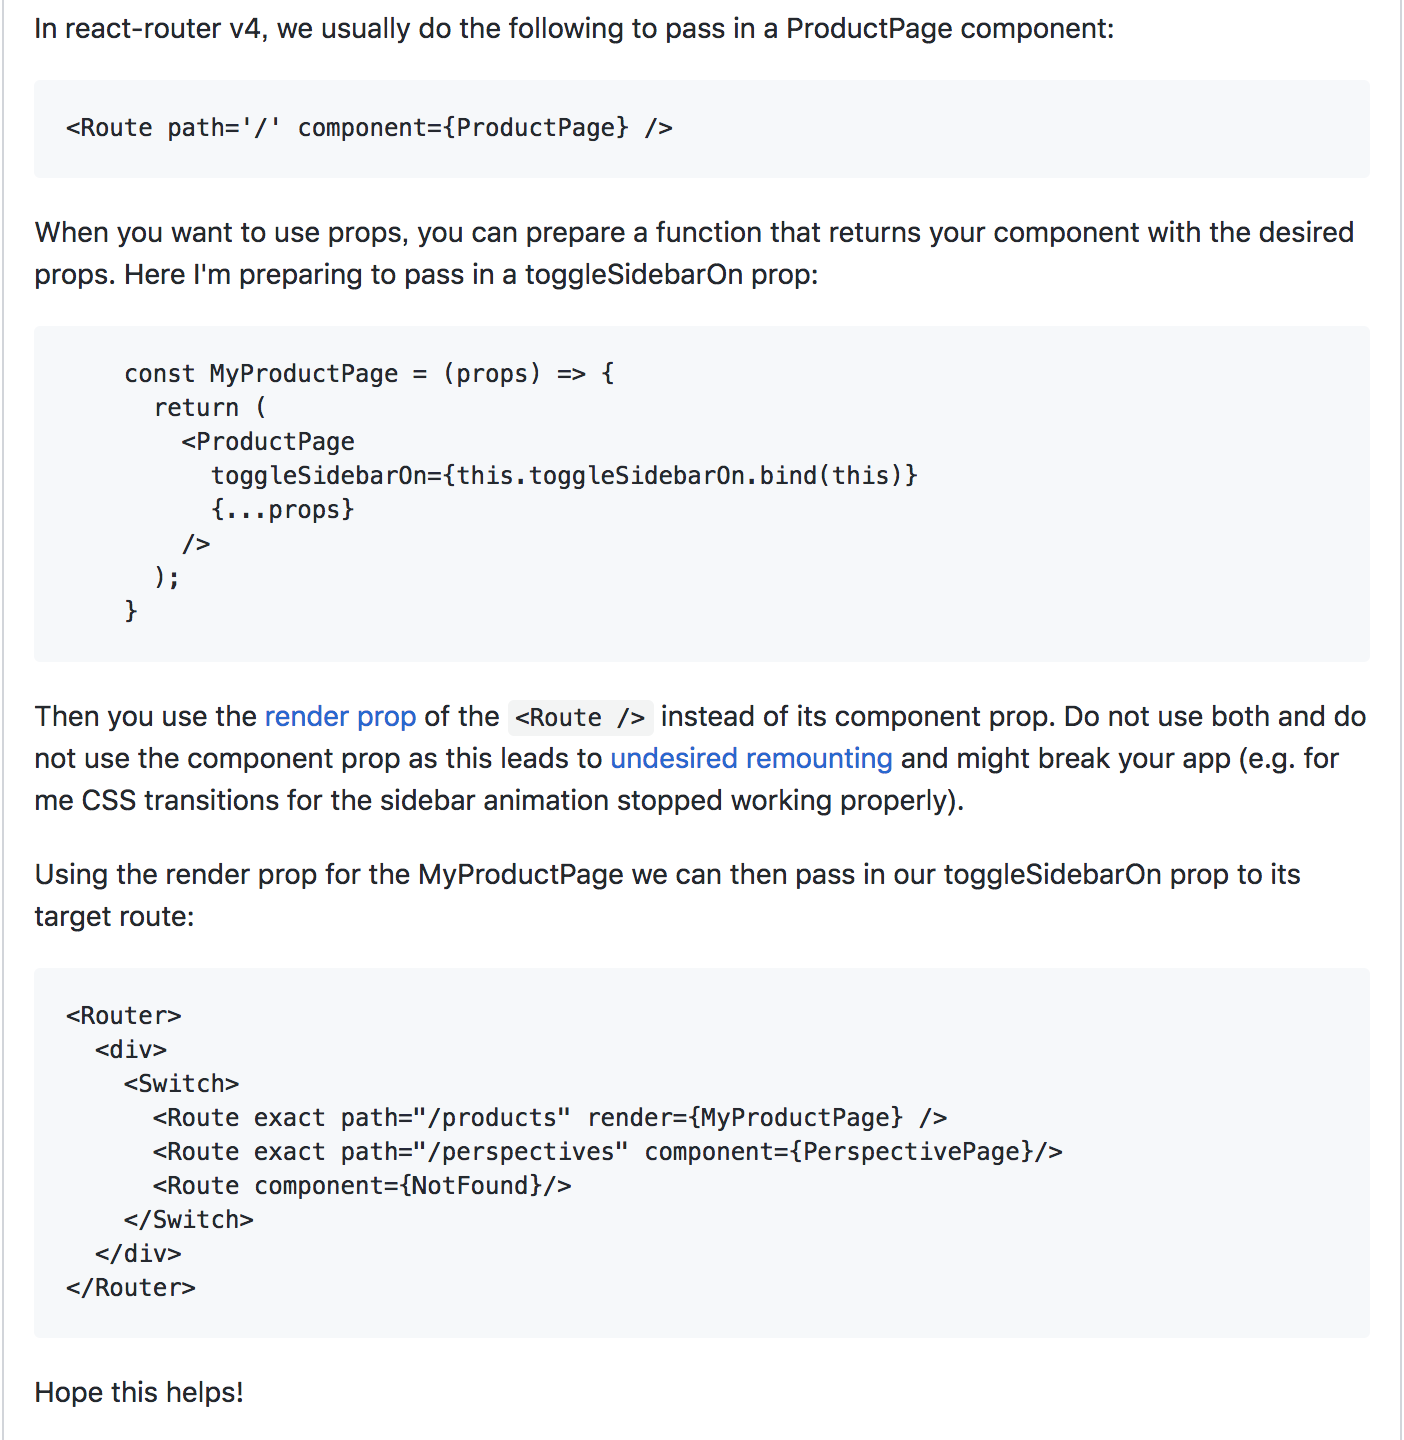 In react-router v4, we usually do the following to pass in a ProductPage component:
<Route path='/' component={ProductPage} />
When you want to use props, you can prepare a function that returns your component with the desired
props. Here I'm preparing to pass in a toggleSidebarOn prop:
const MyProductPage = (props) => {
return (
<ProductPage
toggleSidebarOn={this.toggleSidebarOn.bind(this)}
{...props}
/>
);
}
Then you use the render prop of the <Route /> instead of its component prop. Do not use both and do
not use the component prop as this leads to undesired remounting and might break your app (e.g. for
me CSS transitions for the sidebar animation stopped working properly).
Using the render prop for the MyProductPage we can then pass in our toggleSidebarOn prop to its
target route:
<Router>
<div>
<Switch>
<Route exact path="/products" render={MyProductPage} />
<Route exact path="/perspectives" component={PerspectivePage}/>
<Route component={NotFound}/>
</Switch>
</div>
</Router>
Hope this helps!